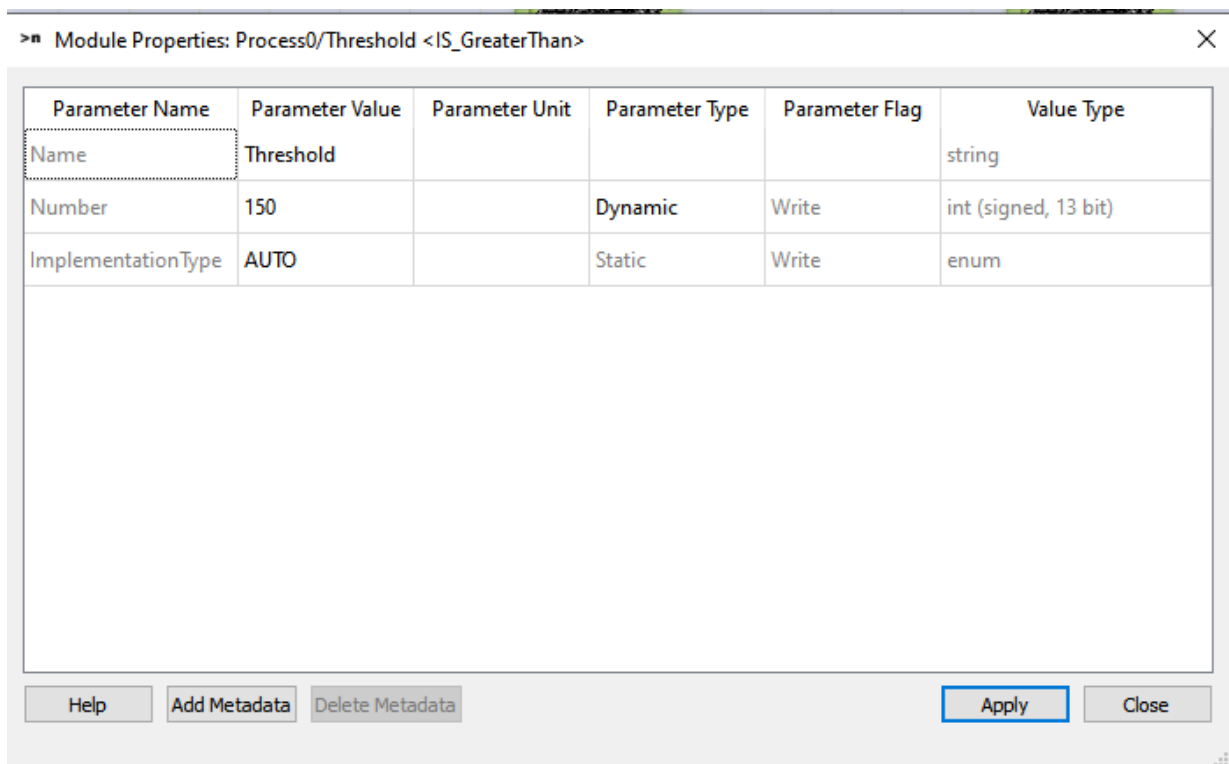 >n Module Properties: Process0/Threshold <IS_GreaterThan>
Parameter Name Parameter Value Parameter Unit Parameter Type Parameter Flag Value Type
Name Threshold string
Number 150 Dynamic Write int (signed, 13 bit)
ImplementationType AUTO Static Write enum
Help Add Metadata Delete Metadata Apply Close